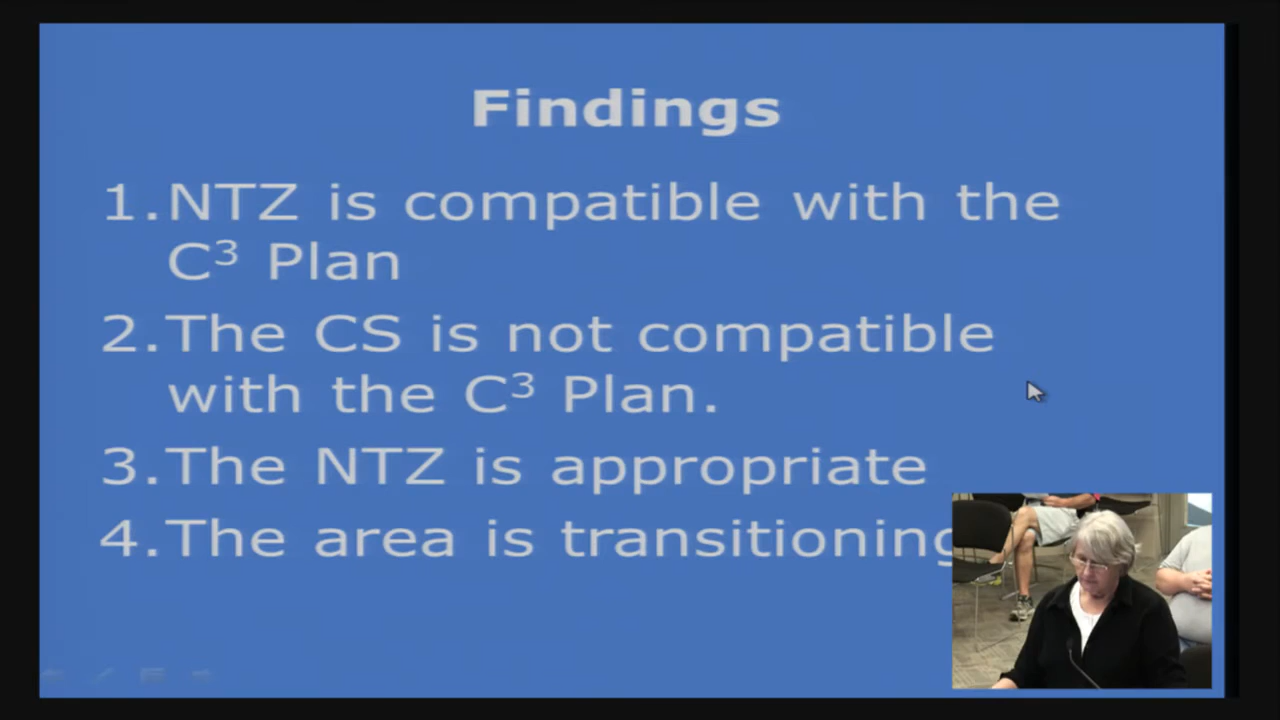 Findings
1.NTZ is compatible with the
C³ Plan
2.The CS is not compatible
with the C³ Plan.
3.The NTZ is appropriate
4.The area is transitioning